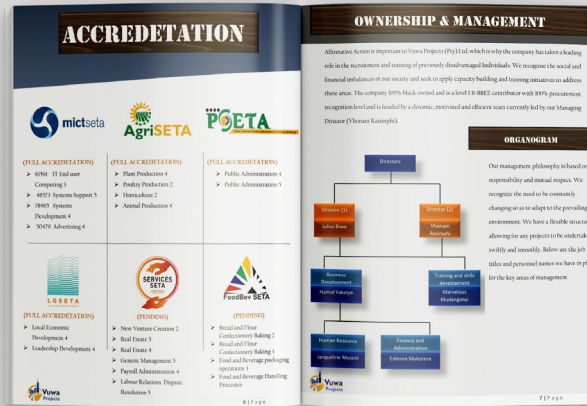 ACCREDETATION
mictseta
AgriSETA
PSETA
(FULL ACCREDETATION)
➢ 61591 IT End user
Computing 3
➢ 48573 Systems Support 5
➢ 78965 Systems
Development 4
➢ 50479 Advertising 4
(FULL ACCREDETATION)
➢ Plant Production 4
➢ Poultry Production 2
➢ Horticulture 2
➢ Animal Production 4
(FULL ACCREDETATION)
➢ Public Administration 4
➢ Public Administration 5
LGSETA
SERVICES
SETA
FoodBev SETA
(FULL ACCREDETATION)
➢ Local Economic
Development 4
➢ Leadership Development 4
(PENDING)
➢ New Venture Creation 2
➢ Real Estate 5
➢ Real Estate 4
➢ Generic Management 5
➢ Payroll Administration 4
➢ Labour Relations Dispute
Resolution 5
(PENDING)
➢ Bread and Flour
Confectionery Baking 2
➢ Bread and Flour
Confectionery Baking 3
➢ Food and Beverage packaging
operations 3
➢ Food and Beverage Handling
Processes
Vuwa
Projects
6 | Page
OWNERSHIP & MANAGEMENT
Affirmative Action is important to Vuwa Projects (Pty) Ltd, which is why the company has taken a leading
role in the recruitment and training of previously disadvantaged Individuals. We recognise the social and
financial imbalances of our society and seek to apply capacity building and training initiatives to address
these areas. The company 100% black owned and is a level 1 B-BBEE contributor with 100% procurement
recognition level and is headed by a dynamic, motivated and efficient team currently led by our Managing
Director (Vhonani Rasimphi).
ORGANOGRAM
Our management philosophy is based on
responsibility and mutual respect. We
recognize the need to be constantly
changing so as to adapt to the prevailing
environment. We have a flexible structu
allowing for any projects to be undertak
swiftly and smoothly. Below are the job
titles and personnel names we have in pl
for the key areas of management
Directors
Director (1)
Julias Biwa
Director (2)
Vhonani
Rasimphi
Business
Development
Hamid Yakolya
Training and skills
development
Marvelous
Mudangano
Human Resource
Jacqueline Musoni
Finance and
Administration
Edmore Makorera
Vuwa
Projects
7 | Page